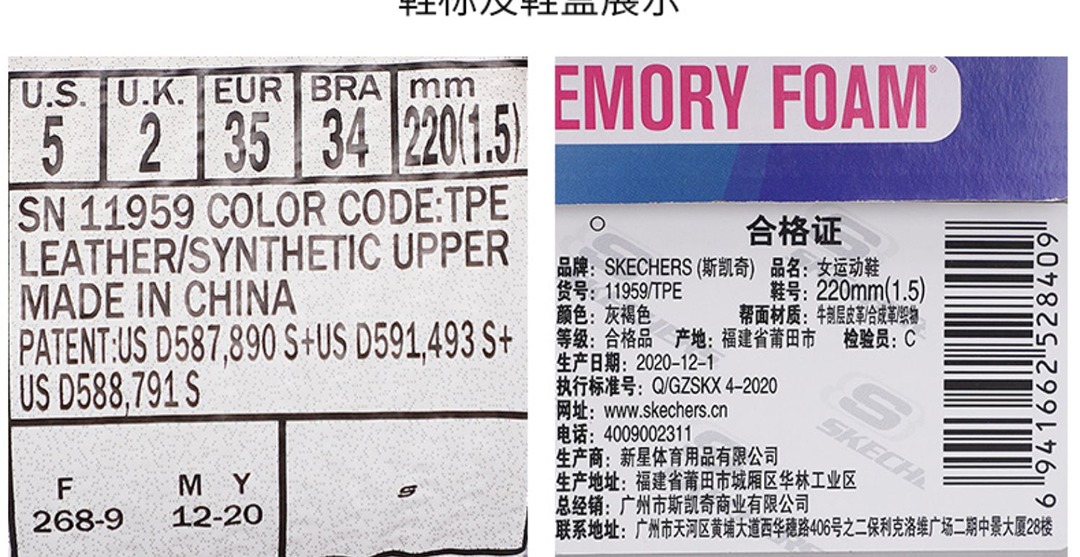 鞋标及鞋盒展示
U.S. U.K. EUR BRA mm
5 2 35 34 220(1.5)
SN 11959 COLOR CODE:TPE
LEATHER/SYNTHETIC UPPER
MADE IN CHINA
PATENT:US D587,890 S+US D591,493 S+
US D588,791 S
F M Y
268-9 12-20
EMORY FOAM®
合格证
品牌：SKECHERS (斯凯奇) 品名：女运动鞋
货号：11959/TPE 鞋号：220mm(1.5)
颜色：灰褐色 帮面材质：牛剖层皮革/合成革/织物
等级：合格品 产地：福建省莆田市 检验员：C
生产日期：2020-12-1
执行标准号：Q/GZSKX 4-2020
网址：www.skechers.cn
电话：4009002311
生产商：新星体育用品有限公司
生产地址：福建省莆田市城厢区华林工业区
总经销：广州市斯凯奇商业有限公司
联系地址：广州市天河区黄埔大道西华穗路406号之二保利克洛维广场二期中景大厦28楼
6 941662 528409
SKECH